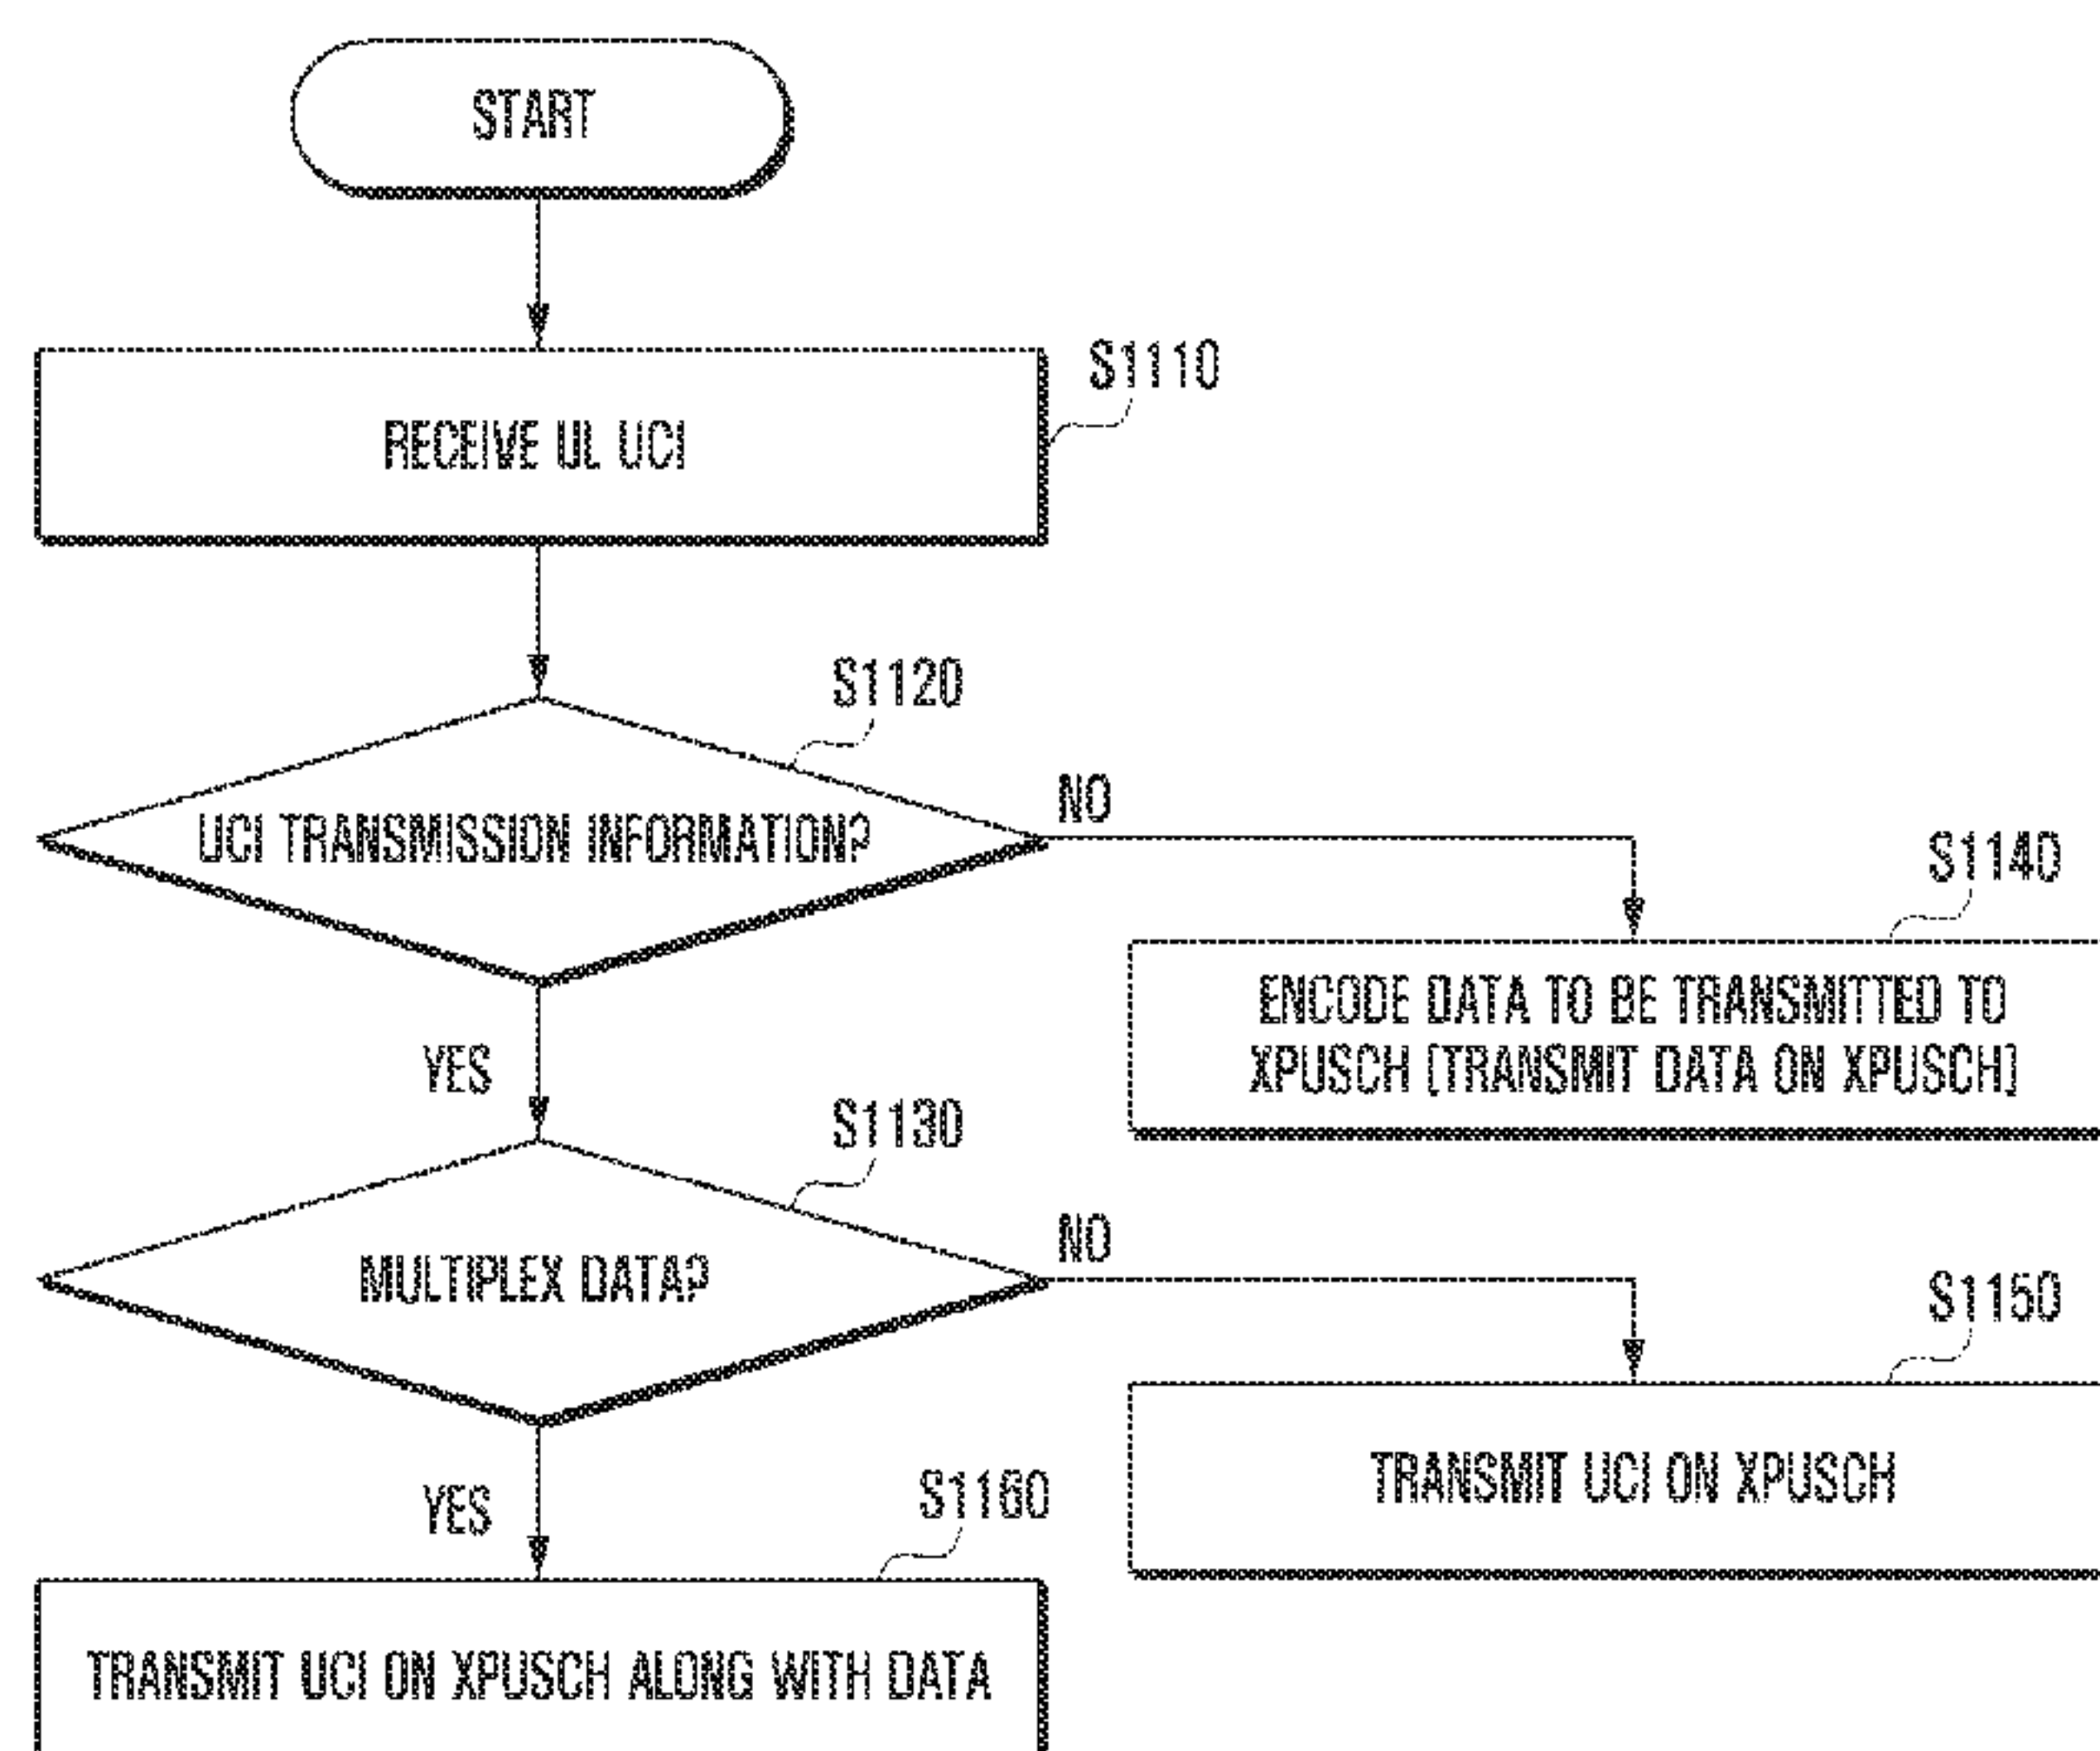 START
S1110
RECEIVE UL UCI
S1120
UCI TRANSMISSION INFORMATION?
NO
S1140
ENCODE DATA TO BE TRANSMITTED TO
XPUSCH (TRANSMIT DATA ON XPUSCH)
YES
S1130
MULTIPLEX DATA?
NO
S1150
TRANSMIT UCI ON XPUSCH
YES
S1160
TRANSMIT UCI ON XPUSCH ALONG WITH DATA